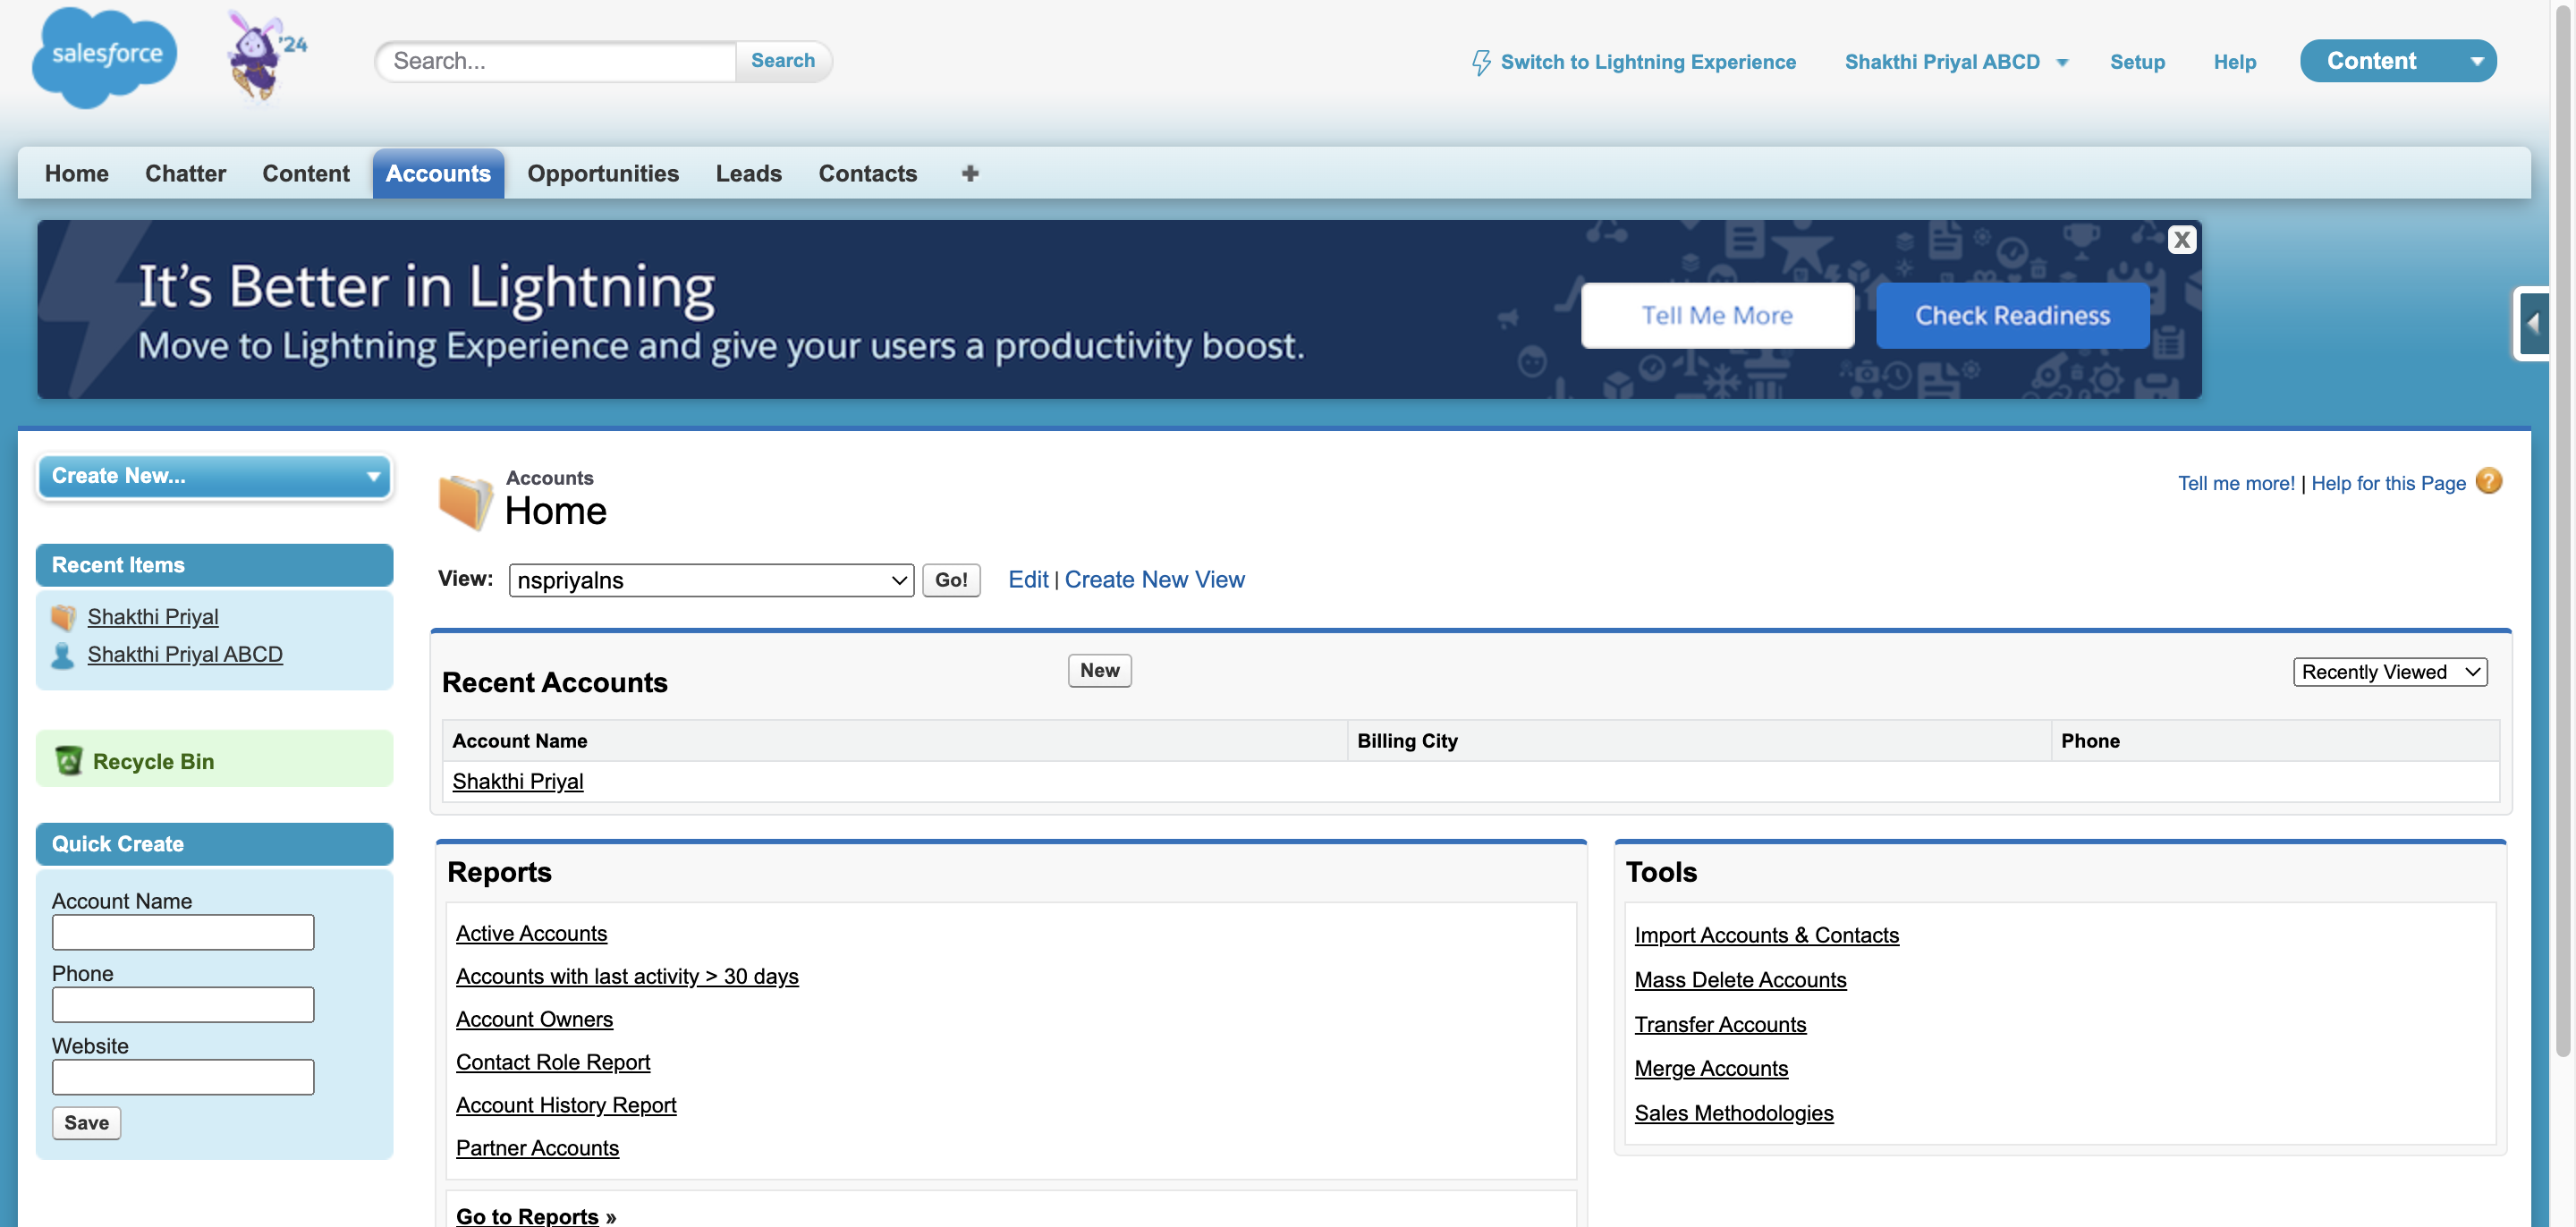 salesforce
'24
Search...
Search
Switch to Lightning Experience
Shakthi Priyal ABCD
Setup
Help
Content
Home
Chatter
Content
Accounts
Opportunities
Leads
Contacts
It's Better in Lightning
Move to Lightning Experience and give your users a productivity boost.
Tell Me More
Check Readiness
X
Create New...
Recent Items
Shakthi Priyal
Shakthi Priyal ABCD
Recycle Bin
Quick Create
Account Name
Phone
Website
Save
Accounts
Home
Tell me more! | Help for this Page ?
View: nspriyalns Go! Edit | Create New View
Recent Accounts
New
Recently Viewed
Account Name Billing City Phone
Shakthi Priyal
Reports
Active Accounts
Accounts with last activity > 30 days
Account Owners
Contact Role Report
Account History Report
Partner Accounts
Go to Reports »
Tools
Import Accounts & Contacts
Mass Delete Accounts
Transfer Accounts
Merge Accounts
Sales Methodologies